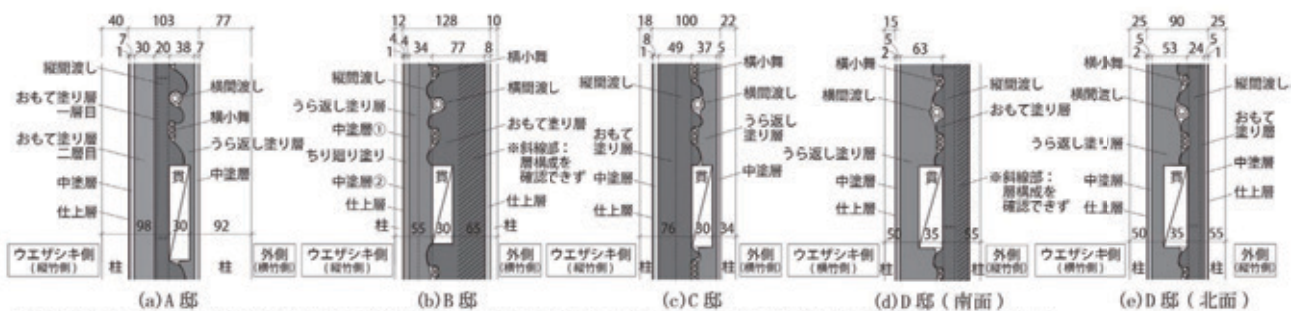 40 103 77
7 1 30 20 38 7
縦間渡し
おもて塗り層
一層目
おもて塗り層
二層目
中塗層
仕上層
横間渡し
横小舞
うら返し塗り層
中塗層
貫
98 30 92
ウエザシキ側
(縦竹側)
柱
柱
外側
(横竹側)
(a)A 邸
12 128 10
4 4 1 34 77 8
縦間渡し
うら返し塗り層
中塗層①
ちり廻り塗り
中塗層②
仕上層
柱
横小舞
横間渡し
おもて塗り層
※斜線部:
層構成を
確認できず
仕上層
柱
貫
55 30 65
ウエザシキ側
(縦竹側)
外側
(横竹側)
(b)B 邸
18 100 22
8 1 49 37 5
縦間渡し
おもて
塗り層
中塗層
仕上層
横小舞
横間渡し
うら返し
塗り層
中塗層
貫
76 30 34
ウエザシキ側
(縦竹側)
柱
柱
外側
(横竹側)
(c)C 邸
15
5 2 63
横小舞
横間渡し
うら返し塗り層
中塗層
仕上層
縦間渡し
おもて塗り層
※斜線部:
層構成を
確認できず
貫
50 35 55
ウエザシキ側
(横竹側)
柱
柱
外側
(縦竹側)
(d)D 邸(南面)
25 90 25
5 2 53 24 5 1
横小舞
横間渡し
うら返し塗り層
中塗層
仕上層
縦間渡し
おもて
塗り層
中塗層
仕上層
貫
50 35 55
ウエザシキ側
(横竹側)
柱
柱
外側
(縦竹側)
(e)D 邸(北面)